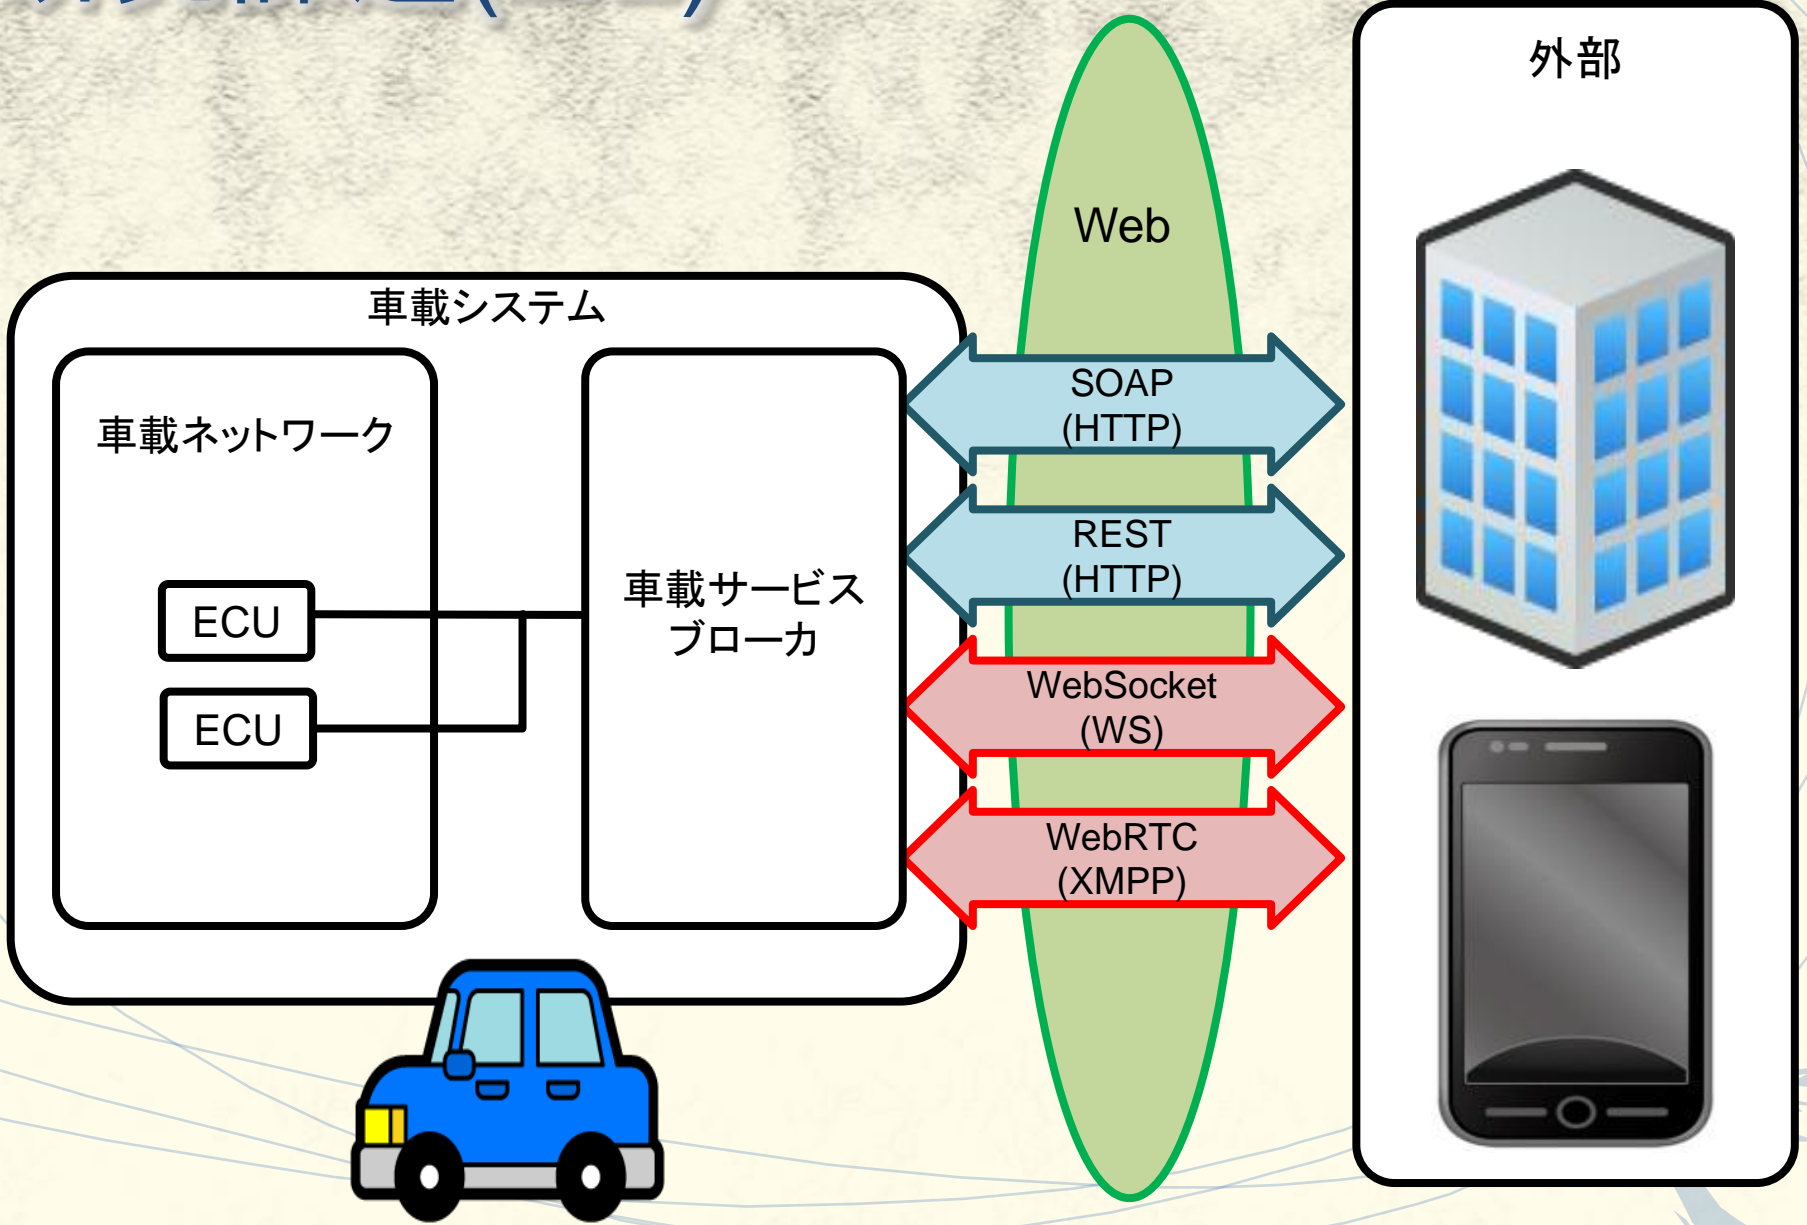 外部
Web
車載システム
車載ネットワーク
ECU
ECU
車載サービス
ブローカ
SOAP
(HTTP)
REST
(HTTP)
WebSocket
(WS)
WebRTC
(XMPP)